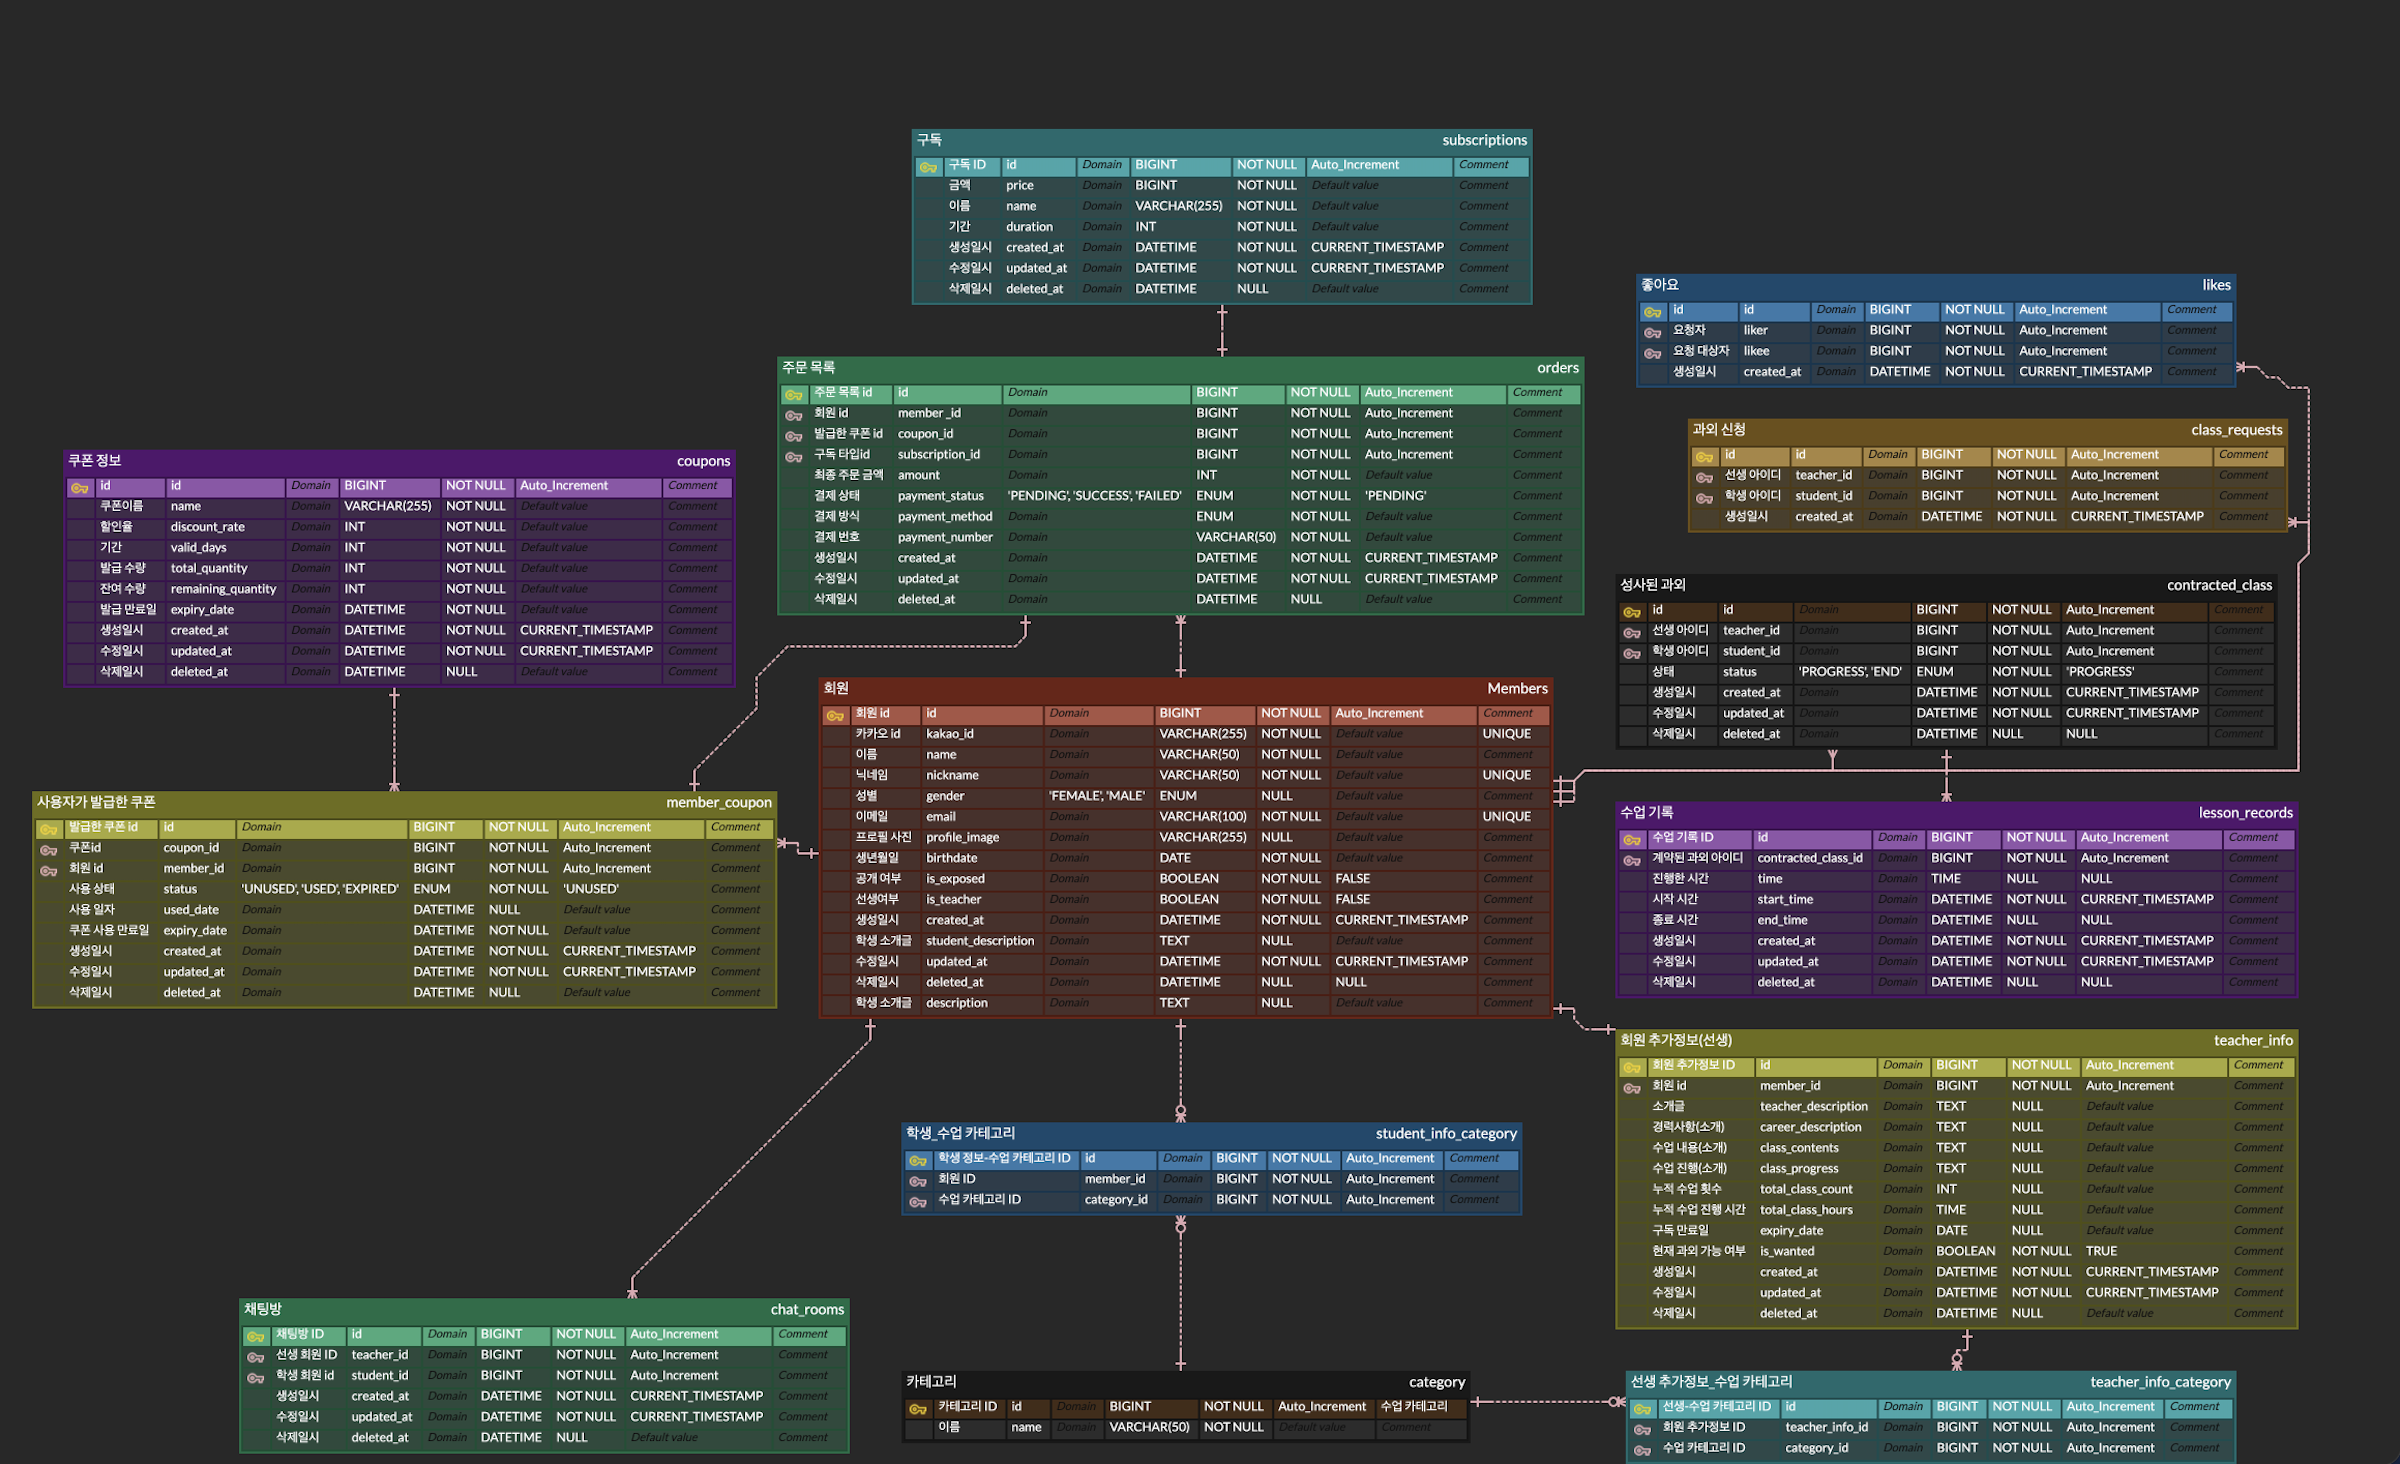 구독 subscriptions
구독 ID id Domain BIGINT NOT NULL Auto_Increment Comment
금액 price Domain BIGINT NOT NULL Default value Comment
이름 name Domain VARCHAR(255) NOT NULL Default value Comment
기간 duration Domain INT NOT NULL Default value Comment
생성일시 created_at Domain DATETIME NOT NULL CURRENT_TIMESTAMP Comment
수정일시 updated_at Domain DATETIME NOT NULL CURRENT_TIMESTAMP Comment
삭제일시 deleted_at Domain DATETIME NULL Default value Comment
좋아요 likes
id id Domain BIGINT NOT NULL Auto_Increment Comment
요청자 liker Domain BIGINT NOT NULL Auto_Increment Comment
요청 대상자 likee Domain BIGINT NOT NULL Auto_Increment Comment
생성일시 created_at Domain DATETIME NOT NULL CURRENT_TIMESTAMP Comment
주문 목록 orders
주문 목록 id id Domain BIGINT NOT NULL Auto_Increment Comment
회원 id member_id Domain BIGINT NOT NULL Auto_Increment Comment
발급한 쿠폰 id coupon_id Domain BIGINT NOT NULL Auto_Increment Comment
구독 타입id subscription_id Domain BIGINT NOT NULL Auto_Increment Comment
최종 주문 금액 amount Domain INT NOT NULL Default value Comment
결제 상태 payment_status 'PENDING', 'SUCCESS', 'FAILED' ENUM NOT NULL 'PENDING' Comment
결제 방식 payment_method Domain ENUM NOT NULL Default value Comment
결제 번호 payment_number Domain VARCHAR(50) NOT NULL Default value Comment
생성일시 created_at Domain DATETIME NOT NULL CURRENT_TIMESTAMP Comment
수정일시 updated_at Domain DATETIME NOT NULL CURRENT_TIMESTAMP Comment
삭제일시 deleted_at Domain DATETIME NULL Default value Comment
과외 신청 class_requests
id id Domain BIGINT NOT NULL Auto_Increment Comment
선생 아이디 teacher_id Domain BIGINT NOT NULL Auto_Increment Comment
학생 아이디 student_id Domain BIGINT NOT NULL Auto_Increment Comment
생성일시 created_at Domain DATETIME NOT NULL CURRENT_TIMESTAMP Comment
쿠폰 정보 coupons
id id Domain BIGINT NOT NULL Auto_Increment Comment
쿠폰이름 name Domain VARCHAR(255) NOT NULL Default value Comment
할인율 discount_rate Domain INT NOT NULL Default value Comment
기간 valid_days Domain INT NOT NULL Default value Comment
발급 수량 total_quantity Domain INT NOT NULL Default value Comment
잔여 수량 remaining_quantity Domain INT NOT NULL Default value Comment
발급 만료일 expiry_date Domain DATETIME NOT NULL Default value Comment
생성일시 created_at Domain DATETIME NOT NULL CURRENT_TIMESTAMP Comment
수정일시 updated_at Domain DATETIME NOT NULL CURRENT_TIMESTAMP Comment
삭제일시 deleted_at Domain DATETIME NULL Default value Comment
성사된 과외 contracted_class
id id Domain BIGINT NOT NULL Auto_Increment Comment
선생 아이디 teacher_id Domain BIGINT NOT NULL Auto_Increment Comment
학생 아이디 student_id Domain BIGINT NOT NULL Auto_Increment Comment
상태 status 'PROGRESS', 'END' ENUM NOT NULL 'PROGRESS' Comment
생성일시 created_at Domain DATETIME NOT NULL CURRENT_TIMESTAMP Comment
수정일시 updated_at Domain DATETIME NOT NULL CURRENT_TIMESTAMP Comment
삭제일시 deleted_at Domain DATETIME NULL NULL Comment
회원 Members
회원 id id Domain BIGINT NOT NULL Auto_Increment Comment
카카오 id kakao_id Domain VARCHAR(255) NOT NULL Default value UNIQUE
이름 name Domain VARCHAR(50) NOT NULL Default value Comment
닉네임 nickname Domain VARCHAR(50) NOT NULL Default value UNIQUE
성별 gender 'FEMALE', 'MALE' ENUM NULL Default value Comment
이메일 email Domain VARCHAR(100) NOT NULL Default value UNIQUE
프로필 사진 profile_image Domain VARCHAR(255) NULL Default value Comment
생년월일 birthdate Domain DATE NOT NULL Default value Comment
공개 여부 is_exposed Domain BOOLEAN NOT NULL FALSE Comment
선생여부 is_teacher Domain BOOLEAN NOT NULL FALSE Comment
생성일시 created_at Domain DATETIME NOT NULL CURRENT_TIMESTAMP Comment
학생 소개글 student_description Domain TEXT NULL Default value Comment
수정일시 updated_at Domain DATETIME NOT NULL CURRENT_TIMESTAMP Comment
삭제일시 deleted_at Domain DATETIME NULL NULL Comment
학생 소개글 description Domain TEXT NULL Default value Comment
사용자가 발급한 쿠폰 member_coupon
발급한 쿠폰 id id Domain BIGINT NOT NULL Auto_Increment Comment
쿠폰id coupon_id Domain BIGINT NOT NULL Auto_Increment Comment
회원 id member_id Domain BIGINT NOT NULL Auto_Increment Comment
사용 상태 status 'UNUSED', 'USED', 'EXPIRED' ENUM NOT NULL 'UNUSED' Comment
사용 일자 used_date Domain DATETIME NULL Default value Comment
쿠폰 사용 만료일 expiry_date Domain DATETIME NOT NULL Default value Comment
생성일시 created_at Domain DATETIME NOT NULL CURRENT_TIMESTAMP Comment
수정일시 updated_at Domain DATETIME NOT NULL CURRENT_TIMESTAMP Comment
삭제일시 deleted_at Domain DATETIME NULL Default value Comment
수업 기록 lesson_records
수업 기록 ID id Domain BIGINT NOT NULL Auto_Increment Comment
계약된 과외 아이디 contracted_class_id Domain BIGINT NOT NULL Auto_Increment Comment
진행한 시간 time Domain TIME NULL NULL Comment
시작 시간 start_time Domain DATETIME NOT NULL CURRENT_TIMESTAMP Comment
종료 시간 end_time Domain DATETIME NULL NULL Comment
생성일시 created_at Domain DATETIME NOT NULL CURRENT_TIMESTAMP Comment
수정일시 updated_at Domain DATETIME NOT NULL CURRENT_TIMESTAMP Comment
삭제일시 deleted_at Domain DATETIME NULL NULL Comment
회원 추가정보(선생) teacher_info
회원 추가정보 ID id Domain BIGINT NOT NULL Auto_Increment Comment
회원 id member_id Domain BIGINT NOT NULL Auto_Increment Comment
소개글 teacher_description Domain TEXT NULL Default value Comment
경력사항(소개) career_description Domain TEXT NULL Default value Comment
수업 내용(소개) class_contents Domain TEXT NULL Default value Comment
수업 진행(소개) class_progress Domain TEXT NULL Default value Comment
누적 수업 횟수 total_class_count Domain INT NULL Default value Comment
누적 수업 진행 시간 total_class_hours Domain TIME NULL Default value Comment
구독 만료일 expiry_date Domain DATE NULL Default value Comment
현재 과외 가능 여부 is_wanted Domain BOOLEAN NOT NULL TRUE Comment
생성일시 created_at Domain DATETIME NOT NULL CURRENT_TIMESTAMP Comment
수정일시 updated_at Domain DATETIME NOT NULL CURRENT_TIMESTAMP Comment
삭제일시 deleted_at Domain DATETIME NULL Default value Comment
학생_수업 카테고리 student_info_category
학생 정보-수업 카테고리 ID id Domain BIGINT NOT NULL Auto_Increment Comment
회원 ID member_id Domain BIGINT NOT NULL Auto_Increment Comment
수업 카테고리 ID category_id Domain BIGINT NOT NULL Auto_Increment Comment
채팅방 chat_rooms
채팅방 ID id Domain BIGINT NOT NULL Auto_Increment Comment
선생 회원 ID teacher_id Domain BIGINT NOT NULL Auto_Increment Comment
학생 회원 id student_id Domain BIGINT NOT NULL Auto_Increment Comment
생성일시 created_at Domain DATETIME NOT NULL CURRENT_TIMESTAMP Comment
수정일시 updated_at Domain DATETIME NOT NULL CURRENT_TIMESTAMP Comment
삭제일시 deleted_at Domain DATETIME NULL Default value Comment
카테고리 category
카테고리 ID id Domain BIGINT NOT NULL Auto_Increment 수업 카테고리
이름 name Domain VARCHAR(50) NOT NULL Default value Comment
선생 추가정보_수업 카테고리 teacher_info_category
선생-수업 카테고리 ID id Domain BIGINT NOT NULL Auto_Increment Comment
회원 추가정보 ID teacher_info_id Domain BIGINT NOT NULL Auto_Increment Comment
수업 카테고리 ID category_id Domain BIGINT NOT NULL Auto_Increment Comment